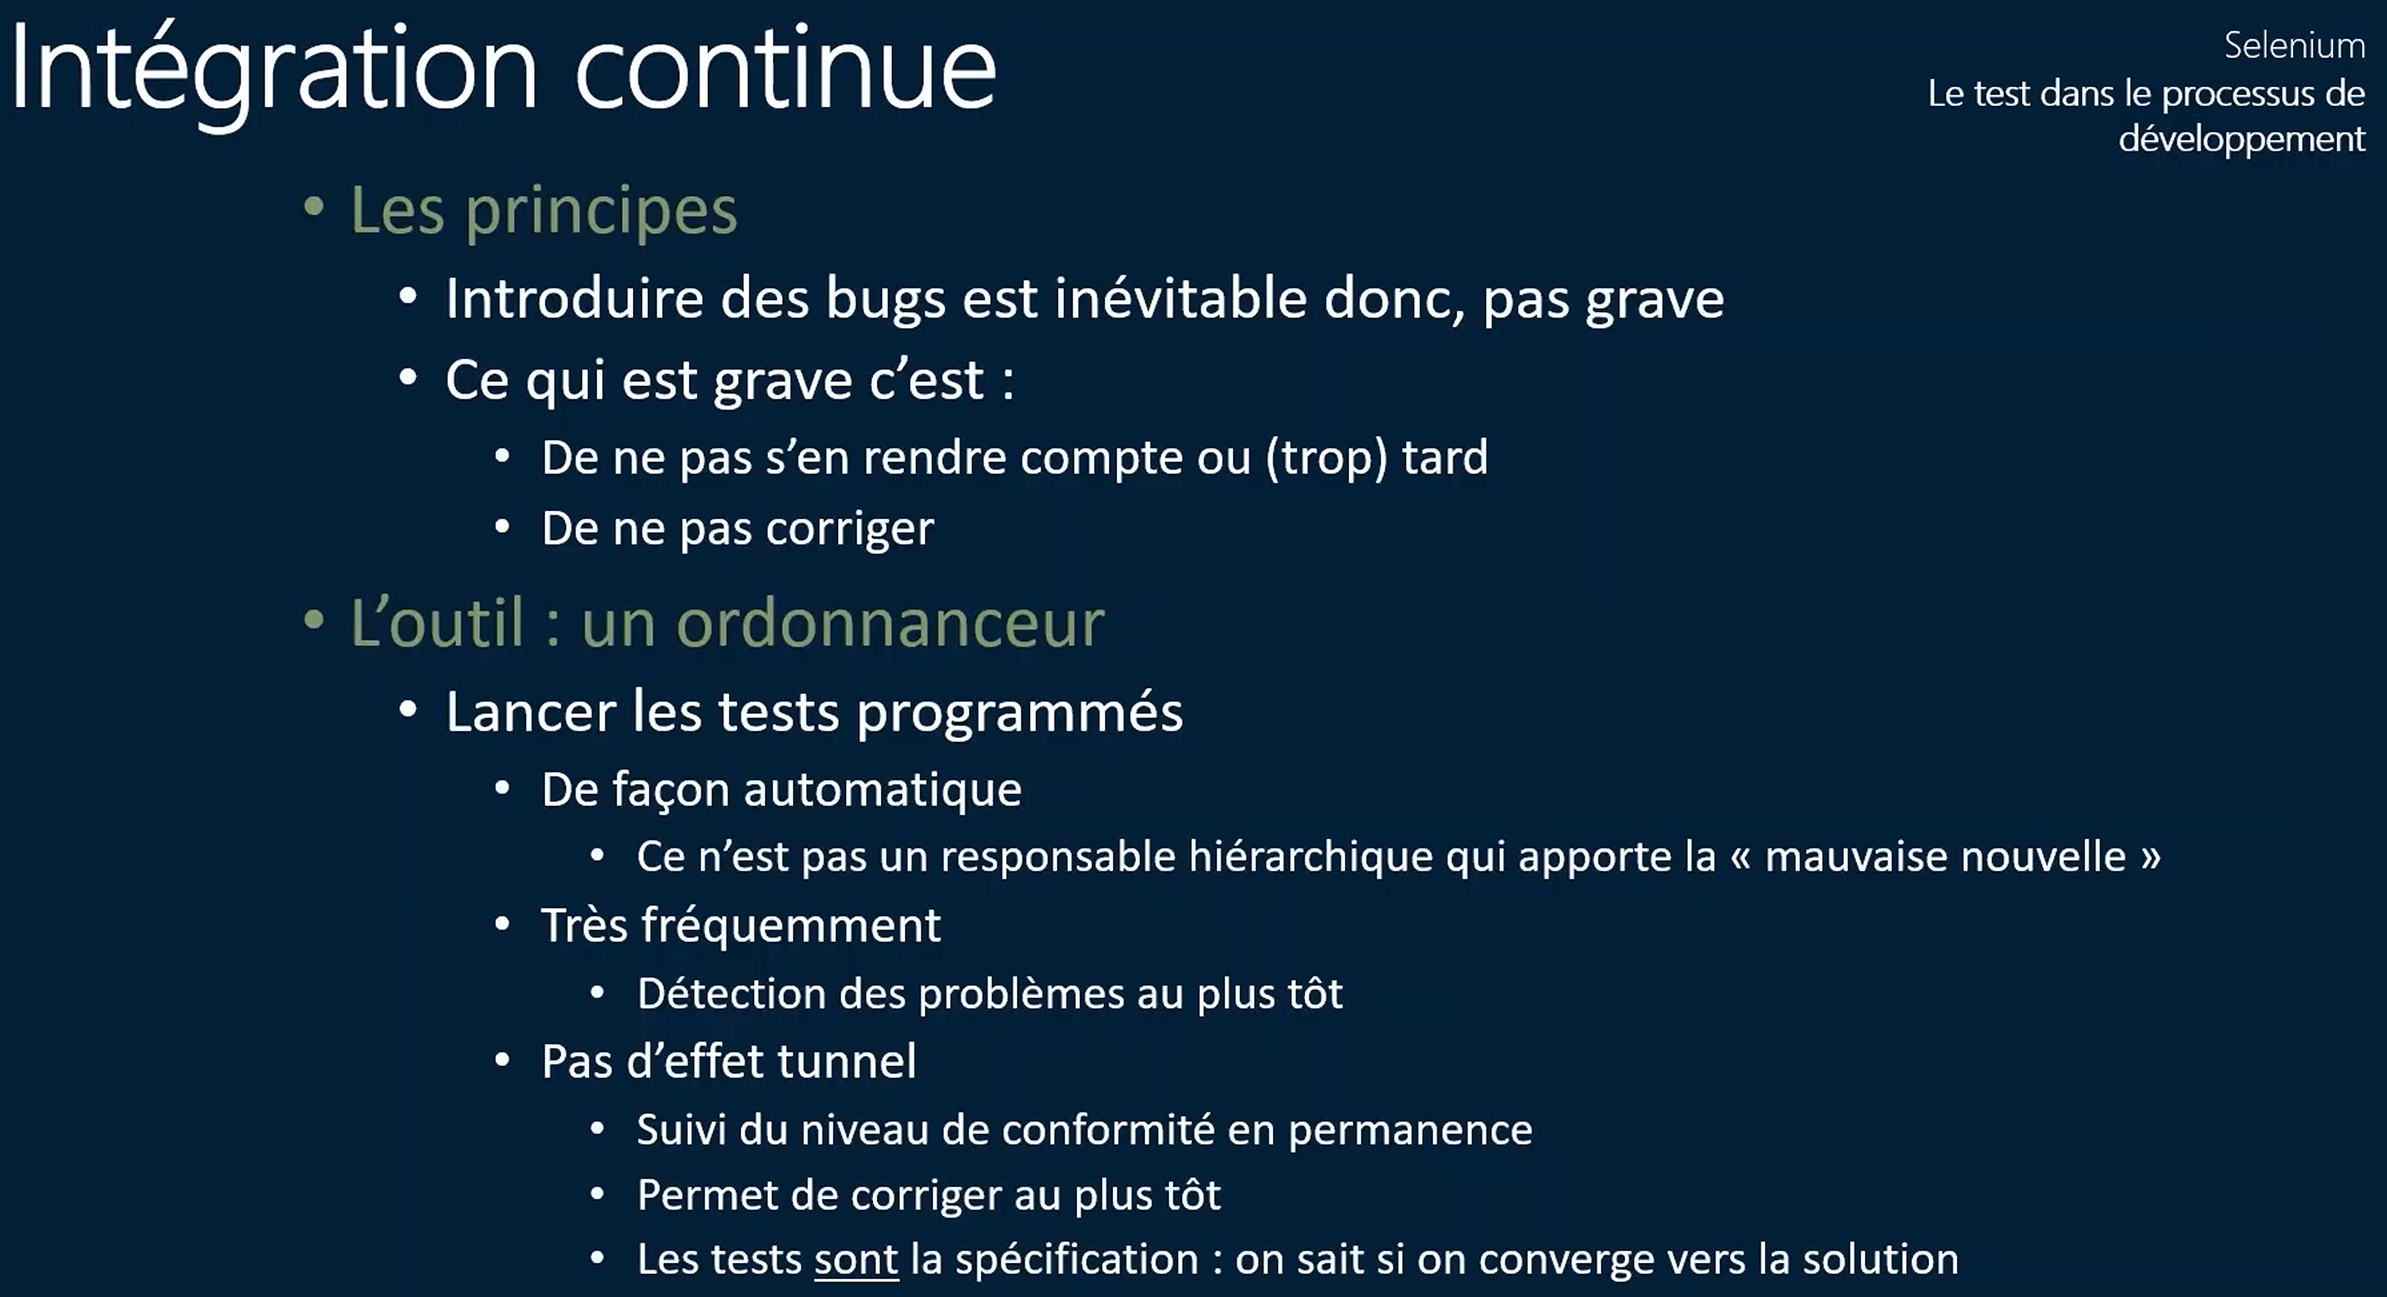 Intégration continue
Selenium
Le test dans le processus de
développement
• Les principes
• Introduire des bugs est inévitable donc, pas grave
• Ce qui est grave c’est :
• De ne pas s’en rendre compte ou (trop) tard
• De ne pas corriger
• L’outil : un ordonnanceur
• Lancer les tests programmés
• De façon automatique
• Ce n’est pas un responsable hiérarchique qui apporte la « mauvaise nouvelle »
• Très fréquemment
• Détection des problèmes au plus tôt
• Pas d’effet tunnel
• Suivi du niveau de conformité en permanence
• Permet de corriger au plus tôt
• Les tests sont la spécification : on sait si on converge vers la solution